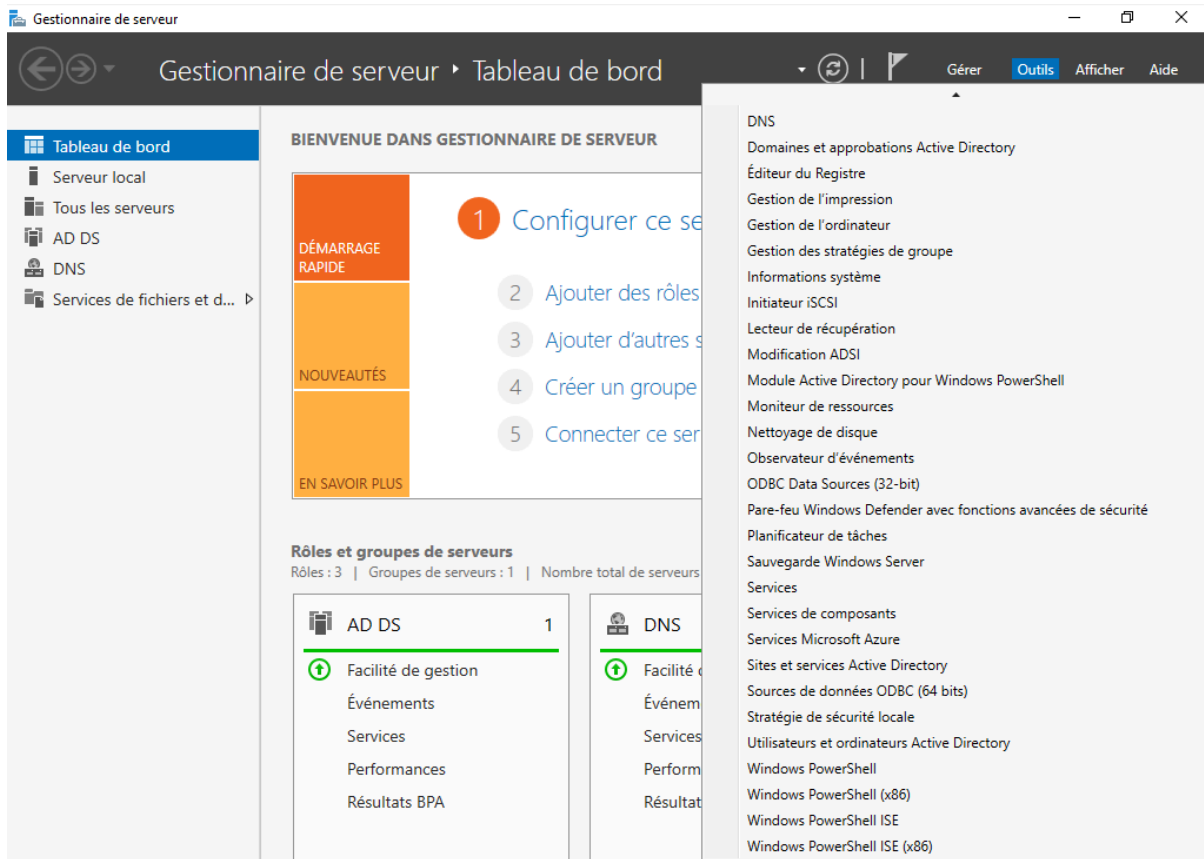 Gestionnaire de serveur
Gestionnaire de serveur Tableau de bord
Gérer Outils Afficher Aide
Tableau de bord
Serveur local
Tous les serveurs
AD DS
DNS
Services de fichiers et d...
BIENVENUE DANS GESTIONNAIRE DE SERVEUR
DÉMARRAGE
RAPIDE
NOUVEAUTÉS
EN SAVOIR PLUS
1 Configurer ce se
2 Ajouter des rôles
3 Ajouter d'autres s
4 Créer un groupe
5 Connecter ce ser
Rôles et groupes de serveurs
Rôles : 3 | Groupes de serveurs : 1 | Nombre total de serveurs
AD DS 1
Facilité de gestion
Événements
Services
Performances
Résultats BPA
DNS
Facilité
Événem
Services
Perform
Résultat
DNS
Domaines et approbations Active Directory
Éditeur du Registre
Gestion de l'impression
Gestion de l'ordinateur
Gestion des stratégies de groupe
Informations système
Initiateur iSCSI
Lecteur de récupération
Modification ADSI
Module Active Directory pour Windows PowerShell
Moniteur de ressources
Nettoyage de disque
Observateur d'événements
ODBC Data Sources (32-bit)
Pare-feu Windows Defender avec fonctions avancées de sécurité
Planificateur de tâches
Sauvegarde Windows Server
Services
Services de composants
Services Microsoft Azure
Sites et services Active Directory
Sources de données ODBC (64 bits)
Stratégie de sécurité locale
Utilisateurs et ordinateurs Active Directory
Windows PowerShell
Windows PowerShell (x86)
Windows PowerShell ISE
Windows PowerShell ISE (x86)